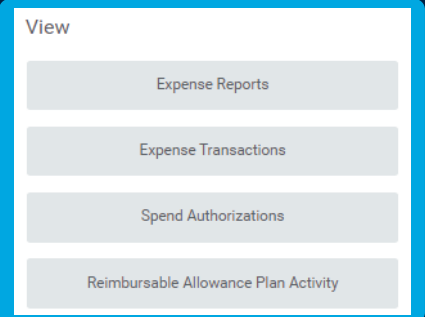 View
Expense Reports
Expense Transactions
Spend Authorizations
Reimbursable Allowance Plan Activity